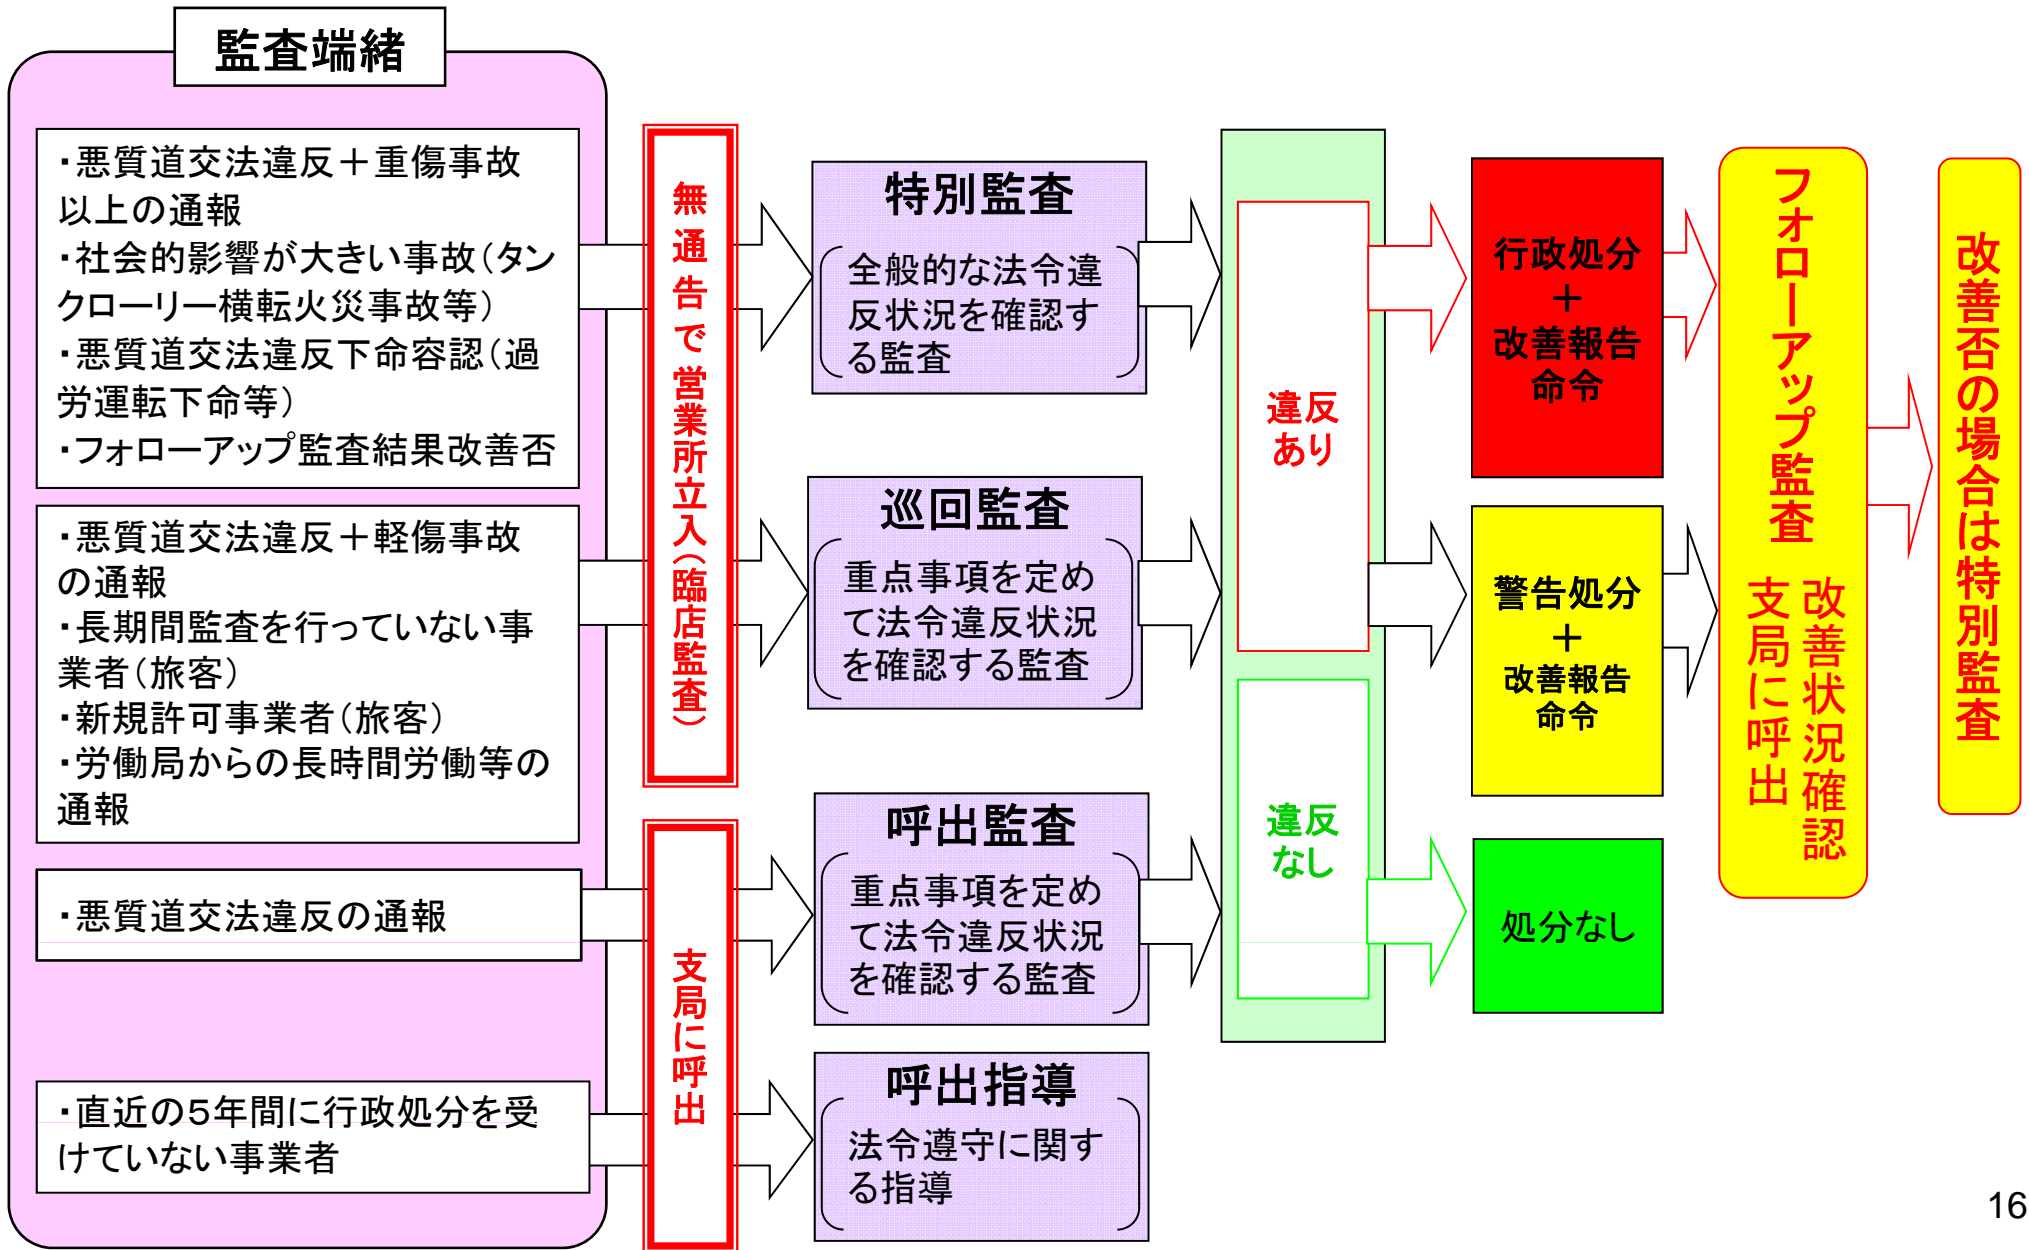 監査端緒
・悪質道交法違反＋重傷事故
以上の通報
・社会的影響が大きい事故（タン
クローリー横転火災事故等）
・悪質道交法違反下命容認（過
労運転下命等）
・フォローアップ監査結果改善否
・悪質道交法違反＋軽傷事故
の通報
・長期間監査を行っていない事
業者（旅客）
・新規許可事業者（旅客）
・労働局からの長時間労働等の
通報
・悪質道交法違反の通報
・直近の５年間に行政処分を受
けていない事業者
無通告で営業所立入（臨店監査）
支局に呼出
特別監査
全般的な法令違
反状況を確認す
る監査
巡回監査
重点事項を定め
て法令違反状況
を確認する監査
呼出監査
重点事項を定め
て法令違反状況
を確認する監査
呼出指導
法令遵守に関す
る指導
違反
あり
違反
なし
行政処分
＋
改善報告
命令
警告処分
＋
改善報告
命令
処分なし
フォローアップ監査
改善状況確認
支局に呼出
改善否の場合は特別監査
16